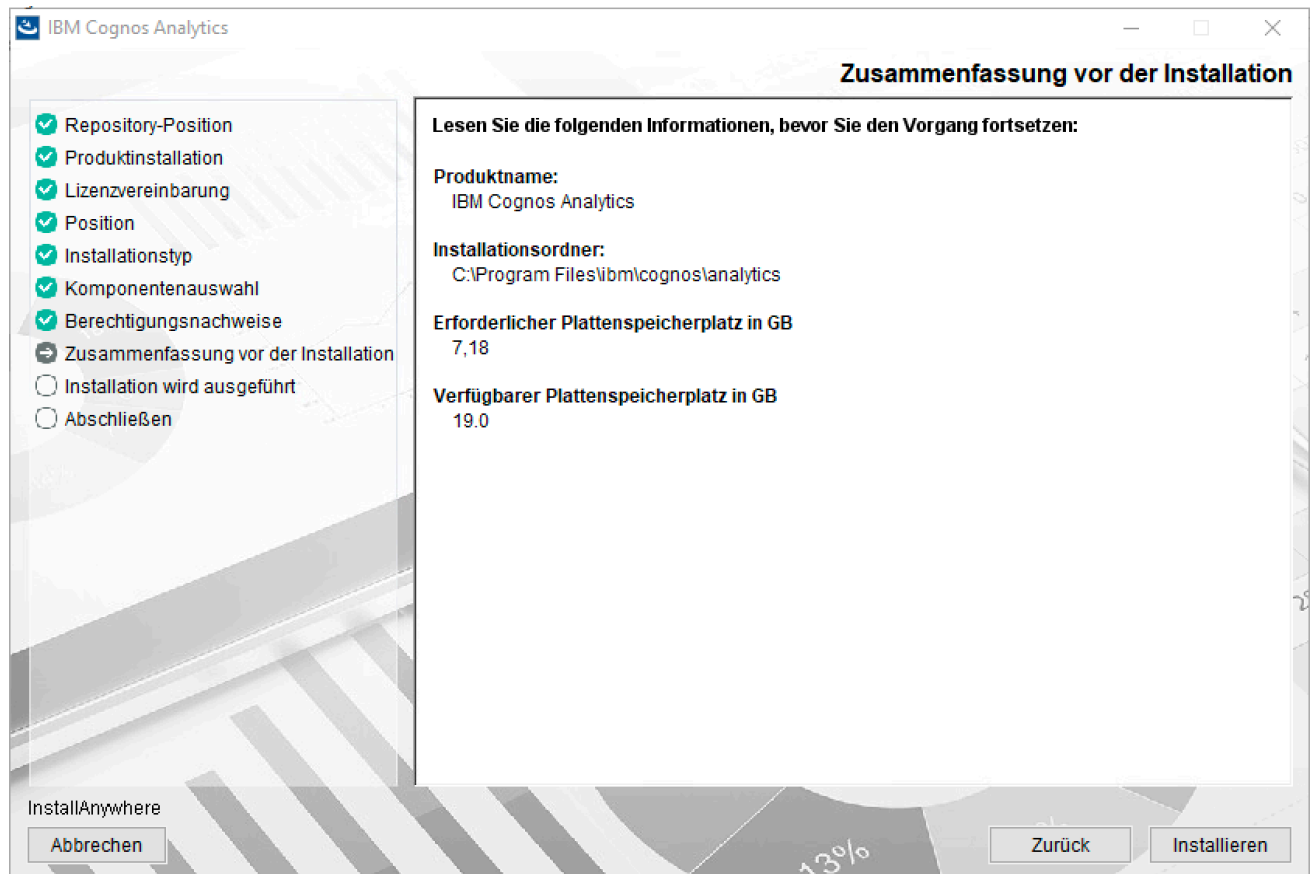 IBM Cognos Analytics
Zusammenfassung vor der Installation
Repository-Position
Produktinstallation
Lizenzvereinbarung
Position
Installationstyp
Komponentenauswahl
Berechtigungsnachweise
Zusammenfassung vor der Installation
Installation wird ausgeführt
Abschließen
Lesen Sie die folgenden Informationen, bevor Sie den Vorgang fortsetzen:
Produktname:
IBM Cognos Analytics
Installationsordner:
C:\Program Files\ibm\cognos\analytics
Erforderlicher Plattenspeicherplatz in GB
7,18
Verfügbarer Plattenspeicherplatz in GB
19.0
InstallAnywhere
Abbrechen
Zurück
Installieren
13%